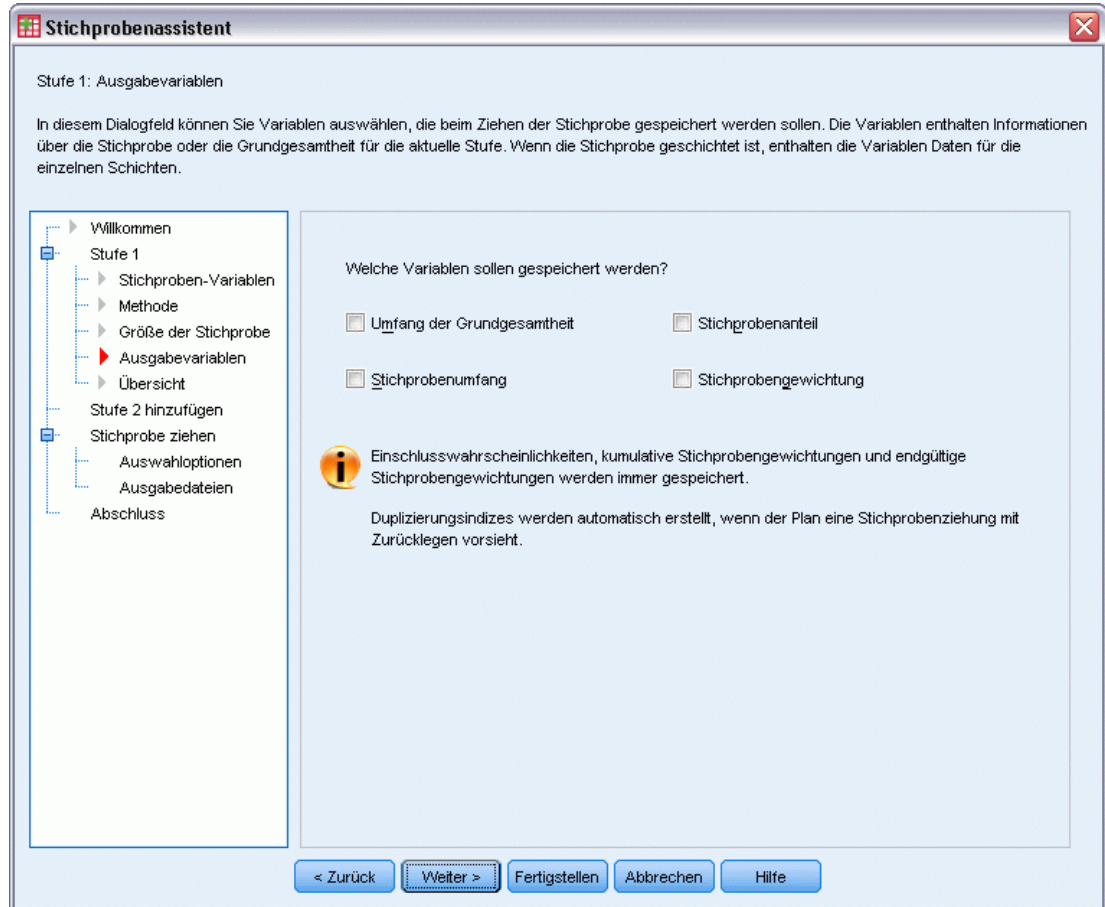 Stichprobenassistent
Stufe 1: Ausgabevariablen
In diesem Dialogfeld können Sie Variablen auswählen, die beim Ziehen der Stichprobe gespeichert werden sollen. Die Variablen enthalten Informationen
über die Stichprobe oder die Grundgesamtheit für die aktuelle Stufe. Wenn die Stichprobe geschichtet ist, enthalten die Variablen Daten für die
einzelnen Schichten.
Willkommen
Stufe 1
Stichproben-Variablen
Methode
Größe der Stichprobe
Ausgabevariablen
Übersicht
Stufe 2 hinzufügen
Stichprobe ziehen
Auswahloptionen
Ausgabedateien
Abschluss
Welche Variablen sollen gespeichert werden?
Umfang der Grundgesamtheit
Stichprobenanteil
Stichprobenumfang
Stichprobengewichtung
Einschlusswahrscheinlichkeiten, kumulative Stichprobengewichtungen und endgültige
Stichprobengewichtungen werden immer gespeichert.
Duplizierungsindizes werden automatisch erstellt, wenn der Plan eine Stichprobenziehung mit
Zurücklegen vorsieht.
< Zurück
Weiter >
Fertigstellen
Abbrechen
Hilfe